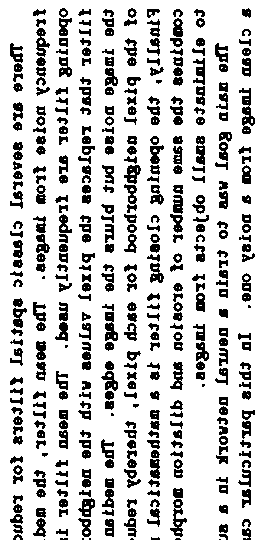 There are several classic spatial filters for reduc
frequency noise from images. The mean filter, the med
opening filter are frequently used. The mean filter i
filter that replaces the pixel values with the neighbo
the image noise but blurs the image edges. The median
of the pixel neighborhood for each pixel, thereby redu
Finally, the opening closing filter is a mathematical m
combines the same number of erosion and dilation morph
to eliminate small objects from images.
The main goal was to train a neural network in a su
a clean image from a noisy one. In this particular ca